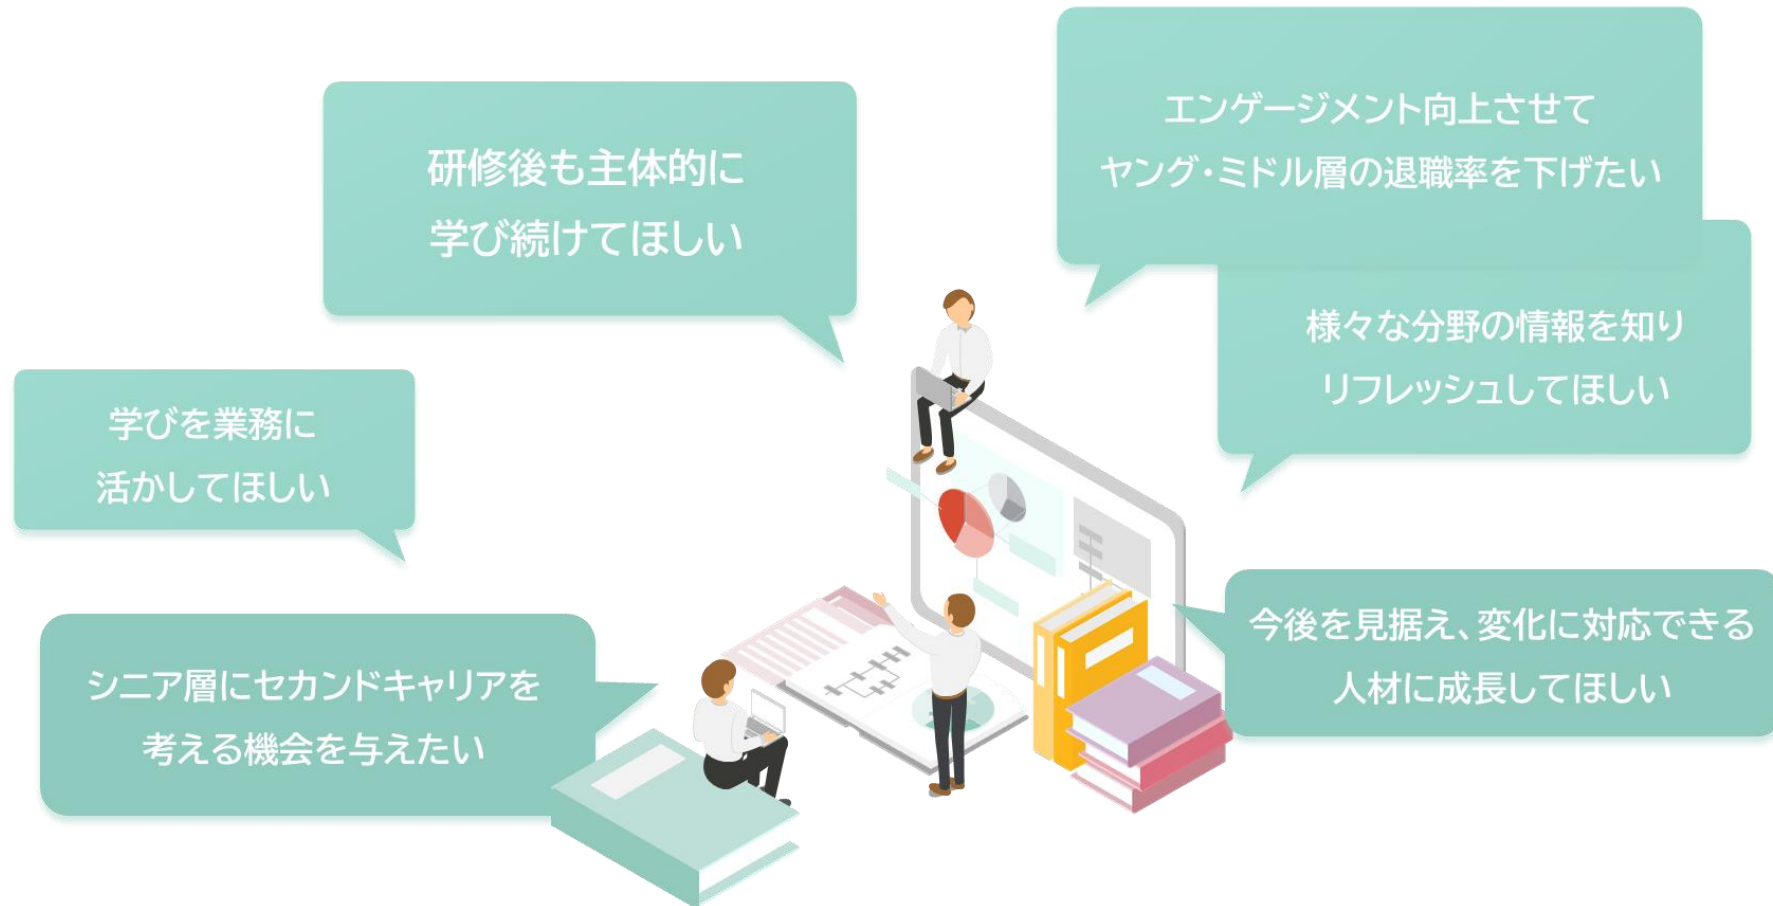 研修後も主体的に
学び続けてほしい
エンゲージメント向上させて
ヤング・ミドル層の退職率を下げたい
様々な分野の情報を知り
リフレッシュしてほしい
学びを業務に
活かしてほしい
シニア層にセカンドキャリアを
考える機会を与えたい
今後を見据え、変化に対応できる
人材に成長してほしい